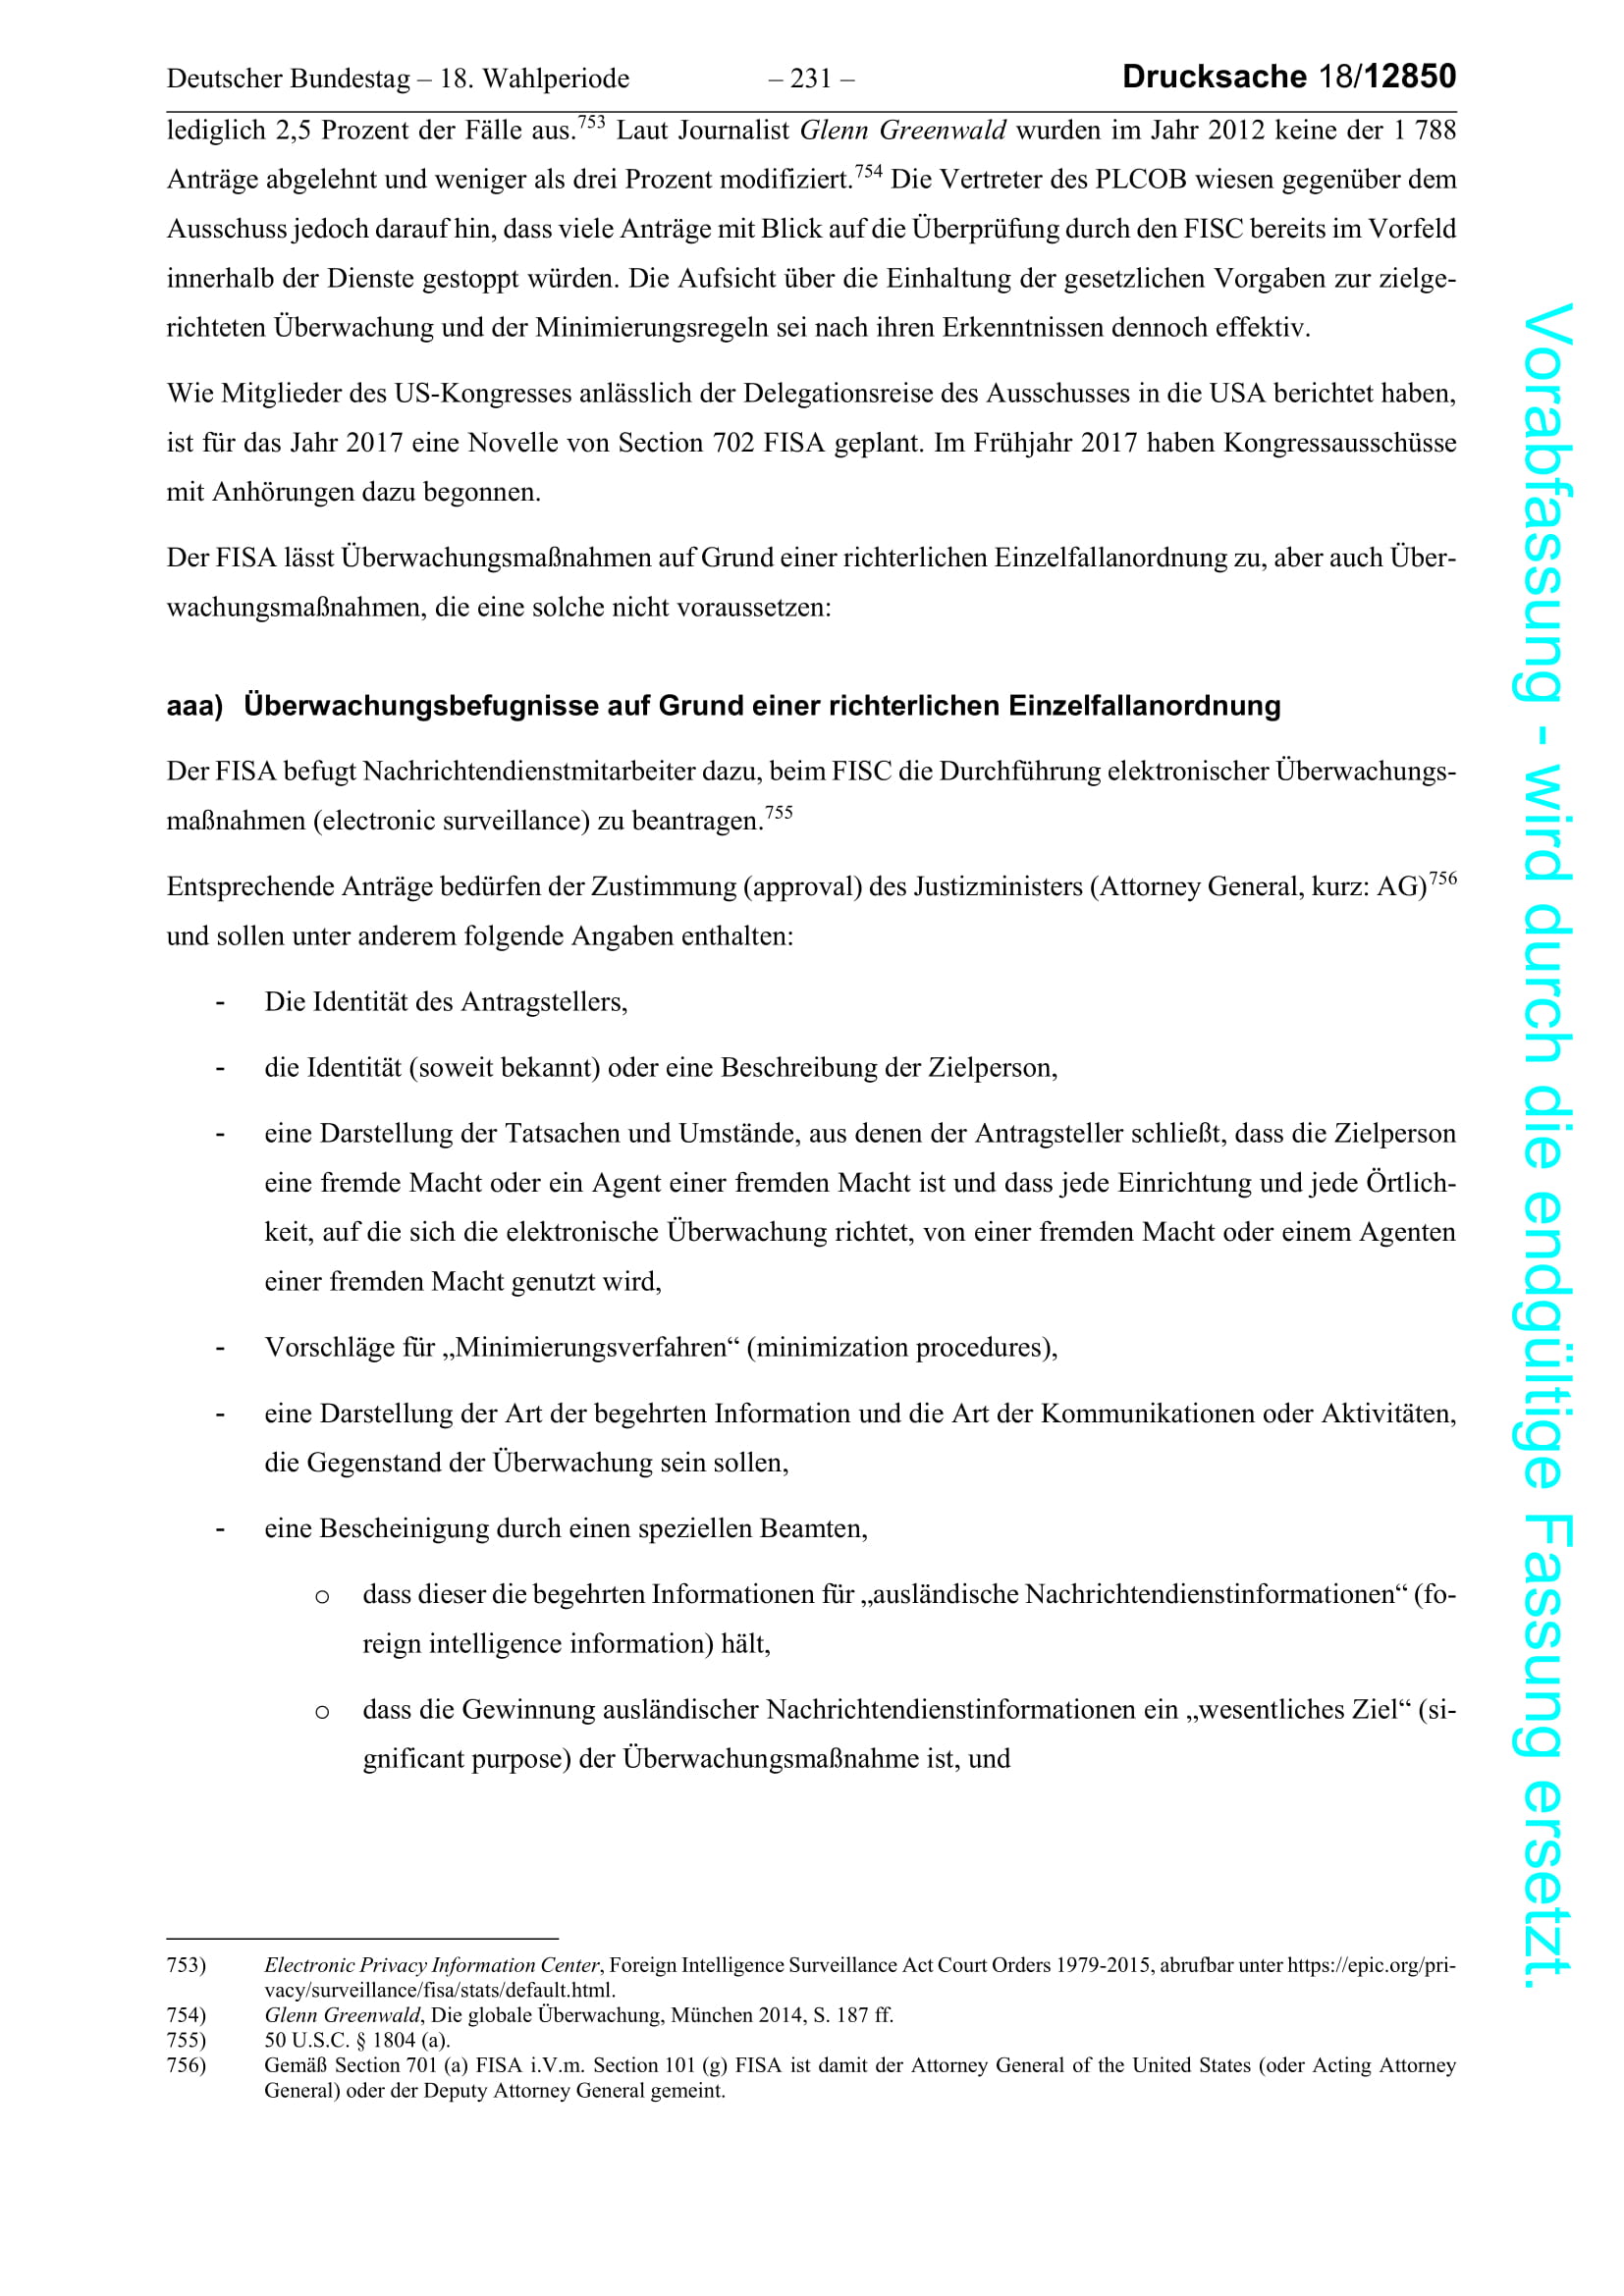 Deutscher Bundestag – 18. Wahlperiode – 231 – Drucksache 18/12850
lediglich 2,5 Prozent der Fälle aus.753 Laut Journalist Glenn Greenwald wurden im Jahr 2012 keine der 1 788
Anträge abgelehnt und weniger als drei Prozent modifiziert.754 Die Vertreter des PLCOB wiesen gegenüber dem
Ausschuss jedoch darauf hin, dass viele Anträge mit Blick auf die Überprüfung durch den FISC bereits im Vorfeld
innerhalb der Dienste gestoppt würden. Die Aufsicht über die Einhaltung der gesetzlichen Vorgaben zur zielge-
richteten Überwachung und der Minimierungsregeln sei nach ihren Erkenntnissen dennoch effektiv.
Wie Mitglieder des US-Kongresses anlässlich der Delegationsreise des Ausschusses in die USA berichtet haben,
ist für das Jahr 2017 eine Novelle von Section 702 FISA geplant. Im Frühjahr 2017 haben Kongressausschüsse
mit Anhörungen dazu begonnen.
Der FISA lässt Überwachungsmaßnahmen auf Grund einer richterlichen Einzelfallanordnung zu, aber auch Über-
wachungsmaßnahmen, die eine solche nicht voraussetzen:
aaa) Überwachungsbefugnisse auf Grund einer richterlichen Einzelfallanordnung
Der FISA befugt Nachrichtendienstmitarbeiter dazu, beim FISC die Durchführung elektronischer Überwachungs-
maßnahmen (electronic surveillance) zu beantragen.755
Entsprechende Anträge bedürfen der Zustimmung (approval) des Justizministers (Attorney General, kurz: AG)756
und sollen unter anderem folgende Angaben enthalten:
- Die Identität des Antragstellers,
- die Identität (soweit bekannt) oder eine Beschreibung der Zielperson,
- eine Darstellung der Tatsachen und Umstände, aus denen der Antragsteller schließt, dass die Zielperson
eine fremde Macht oder ein Agent einer fremden Macht ist und dass jede Einrichtung und jede Örtlich-
keit, auf die sich die elektronische Überwachung richtet, von einer fremden Macht oder einem Agenten
einer fremden Macht genutzt wird,
- Vorschläge für „Minimierungsverfahren“ (minimization procedures),
- eine Darstellung der Art der begehrten Information und die Art der Kommunikationen oder Aktivitäten,
die Gegenstand der Überwachung sein sollen,
- eine Bescheinigung durch einen speziellen Beamten,
o dass dieser die begehrten Informationen für „ausländische Nachrichtendienstinformationen“ (fo-
reign intelligence information) hält,
o dass die Gewinnung ausländischer Nachrichtendienstinformationen ein „wesentliches Ziel“ (si-
gnificant purpose) der Überwachungsmaßnahme ist, und
753) Electronic Privacy Information Center, Foreign Intelligence Surveillance Act Court Orders 1979-2015, abrufbar unter https://epic.org/pri-
vacy/surveillance/fisa/stats/default.html.
754) Glenn Greenwald, Die globale Überwachung, München 2014, S. 187 ff.
755) 50 U.S.C. § 1804 (a).
756) Gemäß Section 701 (a) FISA i.V.m. Section 101 (g) FISA ist damit der Attorney General of the United States (oder Acting Attorney
General) oder der Deputy Attorney General gemeint.
Vorabfassung - wird durch die endgültige Fassung ersetzt.